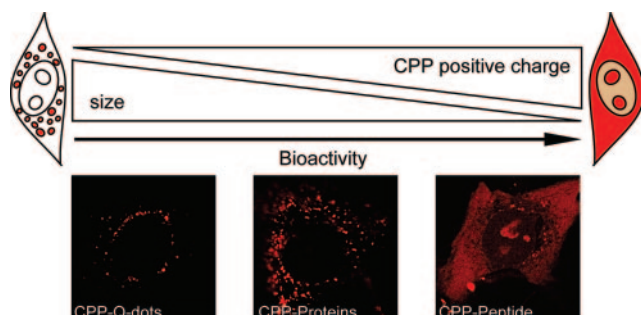 CPP positive charge
size
Bioactivity
CPP-Q-dots
CPP-Proteins
CPP-Peptide